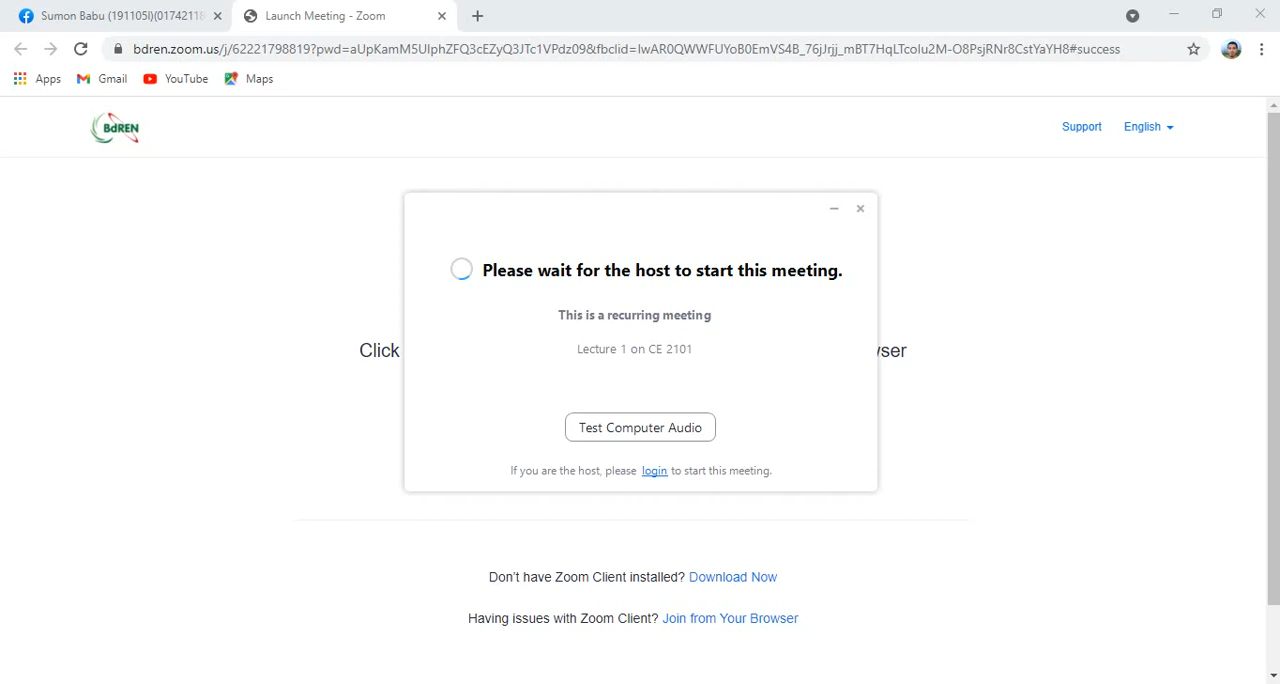 Sumon Babu (191105l)(01742118
Launch Meeting - Zoom
bdren.zoom.us/j/62221798819?pwd=aUpKamM5UlphZFQ3cEZyQ3JTc1VPdz09&fbclid=IwAR0QWWFUYoB0EmVS4B_76jJrjj_mBT7HqLTcolu2M-O8PsjRNr8CstYaYH8#success
Apps Gmail YouTube Maps
BdREN
Support English
Please wait for the host to start this meeting.
This is a recurring meeting
Click
Lecture 1 on CE 2101
wser
Test Computer Audio
If you are the host, please login to start this meeting.
Don't have Zoom Client installed? Download Now
Having issues with Zoom Client? Join from Your Browser